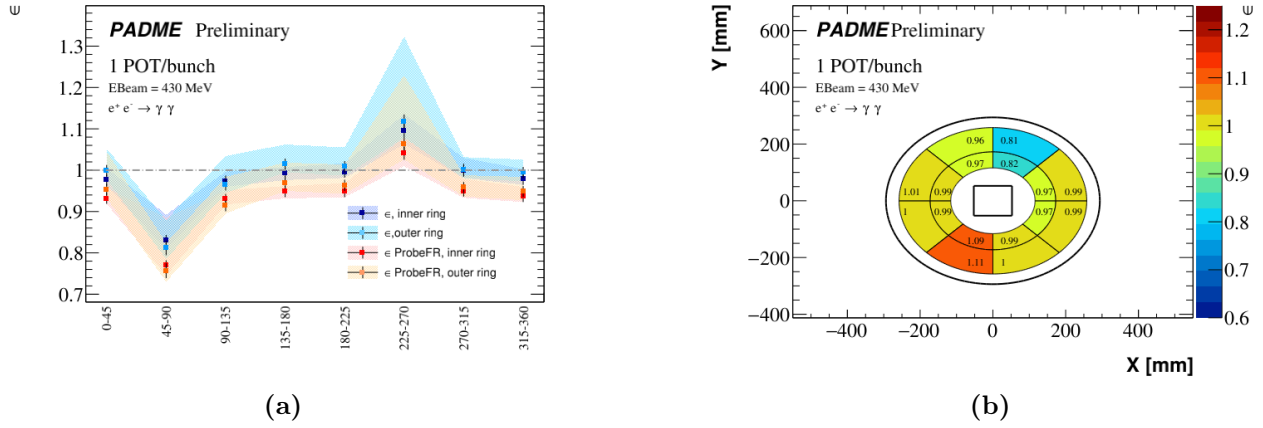 ∈
PADME Preliminary
1 POT/bunch
EBeam = 430 MeV
e⁺ e⁻ → γ γ
1.3
1.2
1.1
1
0.9
0.8
0.7
∈, inner ring
∈,outer ring
∈ ProbeFR, inner ring
∈ ProbeFR, outer ring
0-45
45-90
90-135
135-180
180-225
225-270
270-315
315-360
(a)
Y [mm]
PADME Preliminary
1 POT/bunch
EBeam = 430 MeV
e⁺ e⁻ → γ γ
600
400
200
0
−200
−400
0.96 0.81
0.97 0.82
1.01 0.99 0.97 0.99
1 0.99 0.97 0.99
1.09 0.99
1.11 1
−400 −200 0 200 400
X [mm]
∈
1.2
1.1
1
0.9
0.8
0.7
0.6
(b)